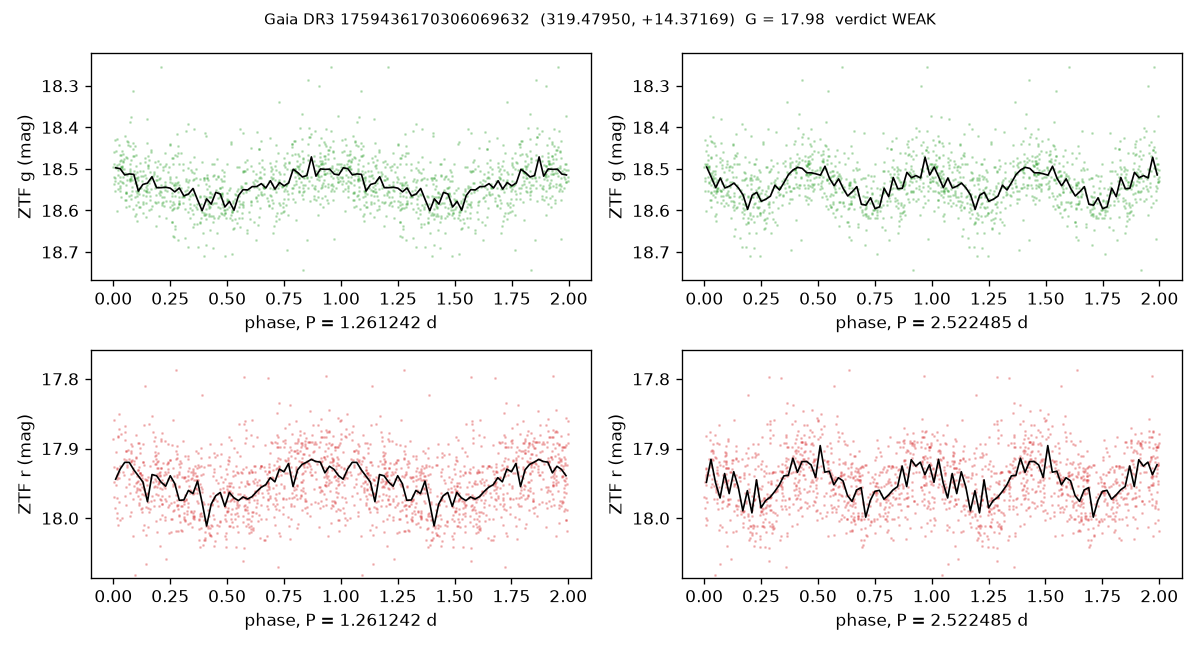 Gaia DR3 1759436170306069632 (319.47950, +14.37169) G = 17.98 verdict WEAK
ZTF g (mag)
18.3
18.4
18.5
18.6
18.7
0.00 0.25 0.50 0.75 1.00 1.25 1.50 1.75 2.00
phase, P = 1.261242 d
ZTF g (mag)
18.3
18.4
18.5
18.6
18.7
0.00 0.25 0.50 0.75 1.00 1.25 1.50 1.75 2.00
phase, P = 2.522485 d
ZTF r (mag)
17.8
17.9
18.0
0.00 0.25 0.50 0.75 1.00 1.25 1.50 1.75 2.00
phase, P = 1.261242 d
ZTF r (mag)
17.8
17.9
18.0
0.00 0.25 0.50 0.75 1.00 1.25 1.50 1.75 2.00
phase, P = 2.522485 d